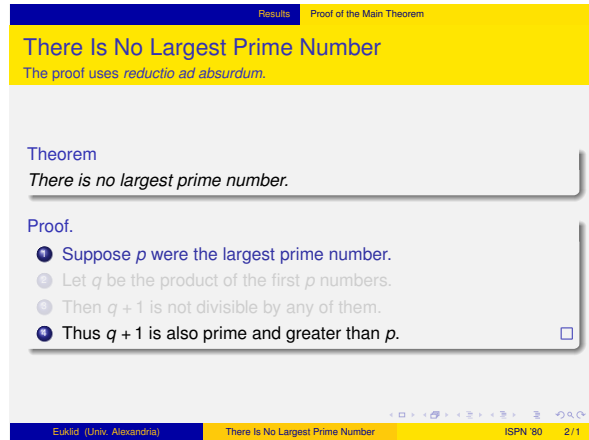 Results Proof of the Main Theorem
There Is No Largest Prime Number
The proof uses reductio ad absurdum.
Theorem
There is no largest prime number.
Proof.
1 Suppose p were the largest prime number.
2 Let q be the product of the first p numbers.
3 Then q + 1 is not divisible by any of them.
4 Thus q + 1 is also prime and greater than p.
Euklid (Univ. Alexandria) There Is No Largest Prime Number ISPN '80 2 / 1